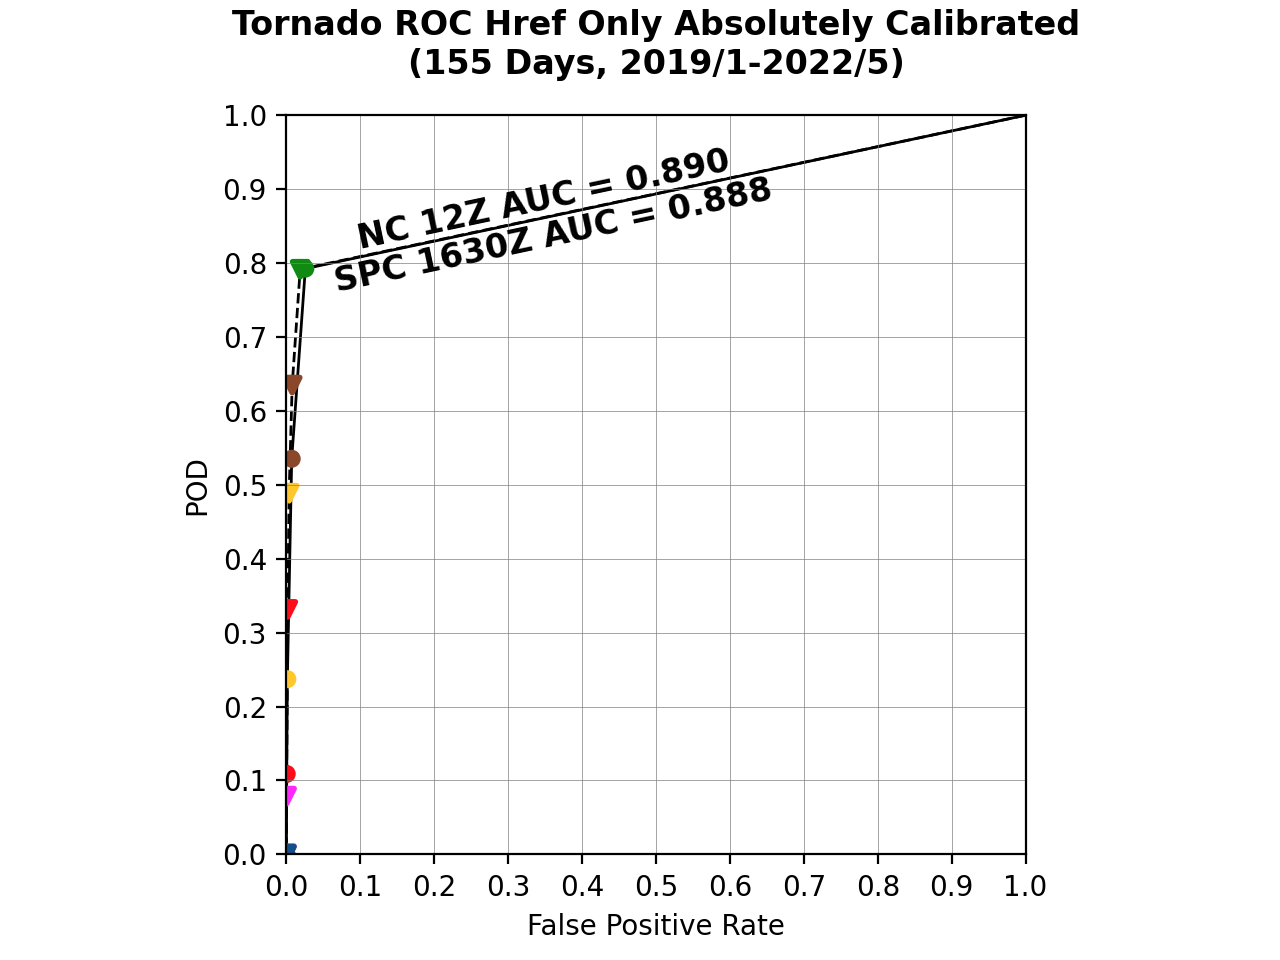 Tornado ROC Href Only Absolutely Calibrated
(155 Days, 2019/1-2022/5)
1.0
0.9
0.8
0.7
0.6
0.5
0.4
0.3
0.2
0.1
0.0
POD
NC 12Z AUC = 0.890
SPC 1630Z AUC = 0.888
0.0 0.1 0.2 0.3 0.4 0.5 0.6 0.7 0.8 0.9 1.0
False Positive Rate